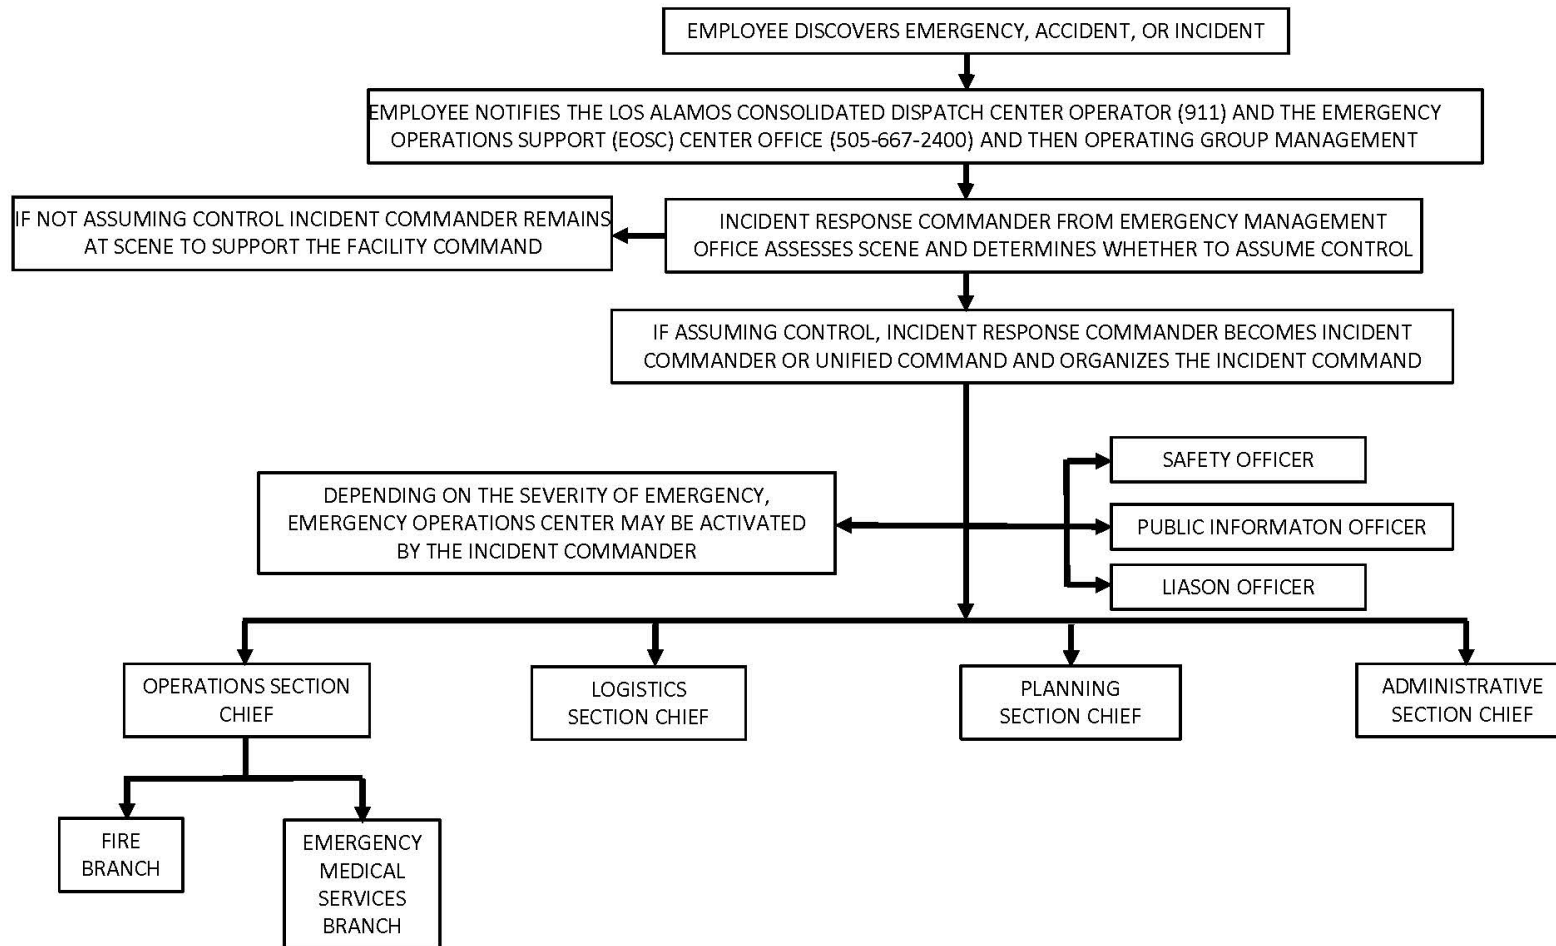 EMPLOYEE DISCOVERS EMERGENCY, ACCIDENT, OR INCIDENT
EMPLOYEE NOTIFIES THE LOS ALAMOS CONSOLIDATED DISPATCH CENTER OPERATOR (911) AND THE EMERGENCY
OPERATIONS SUPPORT (EOSC) CENTER OFFICE (505-667-2400) AND THEN OPERATING GROUP MANAGEMENT
IF NOT ASSUMING CONTROL INCIDENT COMMANDER REMAINS
AT SCENE TO SUPPORT THE FACILITY COMMAND
INCIDENT RESPONSE COMMANDER FROM EMERGENCY MANAGEMENT
OFFICE ASSESSES SCENE AND DETERMINES WHETHER TO ASSUME CONTROL
IF ASSUMING CONTROL, INCIDENT RESPONSE COMMANDER BECOMES INCIDENT
COMMANDER OR UNIFIED COMMAND AND ORGANIZES THE INCIDENT COMMAND
DEPENDING ON THE SEVERITY OF EMERGENCY,
EMERGENCY OPERATIONS CENTER MAY BE ACTIVATED
BY THE INCIDENT COMMANDER
SAFETY OFFICER
PUBLIC INFORMATON OFFICER
LIASON OFFICER
OPERATIONS SECTION
CHIEF
LOGISTICS
SECTION CHIEF
PLANNING
SECTION CHIEF
ADMINISTRATIVE
SECTION CHIEF
FIRE
BRANCH
EMERGENCY
MEDICAL
SERVICES
BRANCH